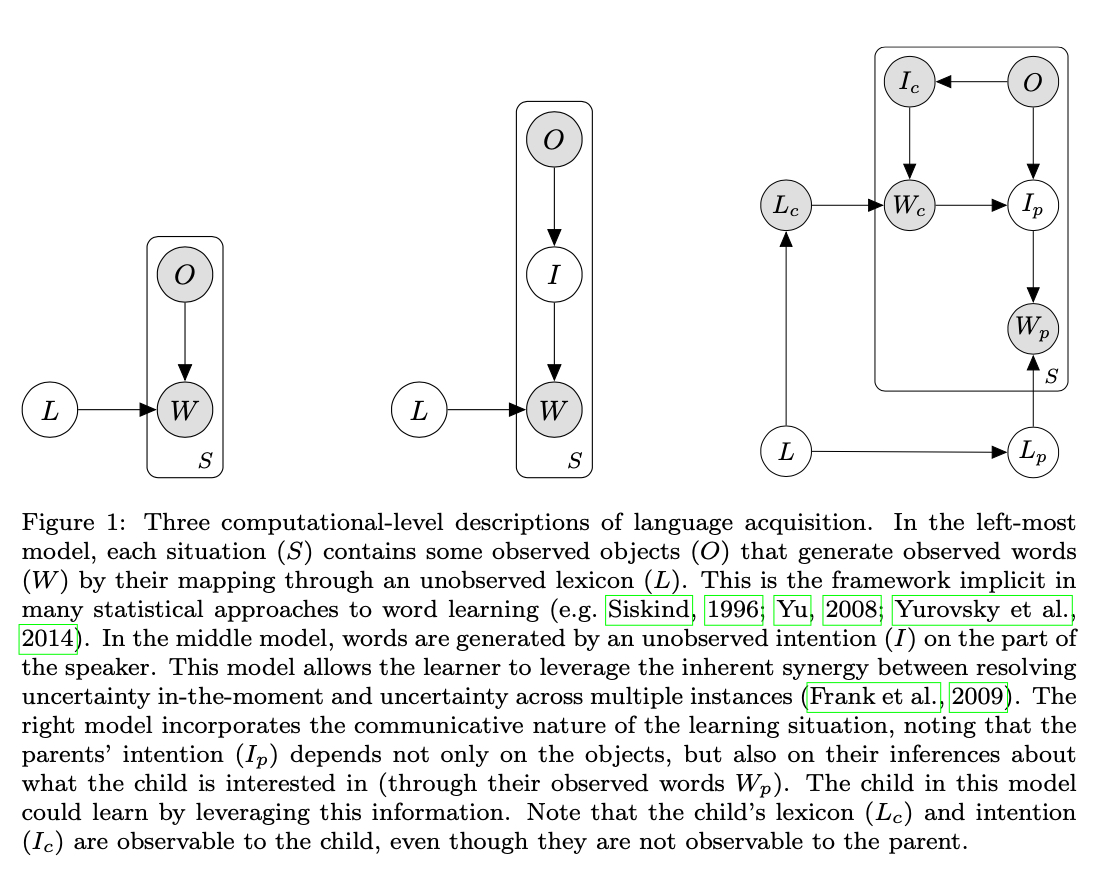 O
W
L
S
O
I
W
L
S
I_c
O
L_c
W_c
I_p
W_p
S
L
L_p
Figure 1: Three computational-level descriptions of language acquisition. In the left-most
model, each situation (S) contains some observed objects (O) that generate observed words
(W) by their mapping through an unobserved lexicon (L). This is the framework implicit in
many statistical approaches to word learning (e.g. Siskind, 1996; Yu, 2008; Yurovsky et al.,
2014). In the middle model, words are generated by an unobserved intention (I) on the part of
the speaker. This model allows the learner to leverage the inherent synergy between resolving
uncertainty in-the-moment and uncertainty across multiple instances (Frank et al., 2009). The
right model incorporates the communicative nature of the learning situation, noting that the
parents' intention (I_p) depends not only on the objects, but also on their inferences about
what the child is interested in (through their observed words W_p). The child in this model
could learn by leveraging this information. Note that the child's lexicon (L_c) and intention
(I_c) are observable to the child, even though they are not observable to the parent.